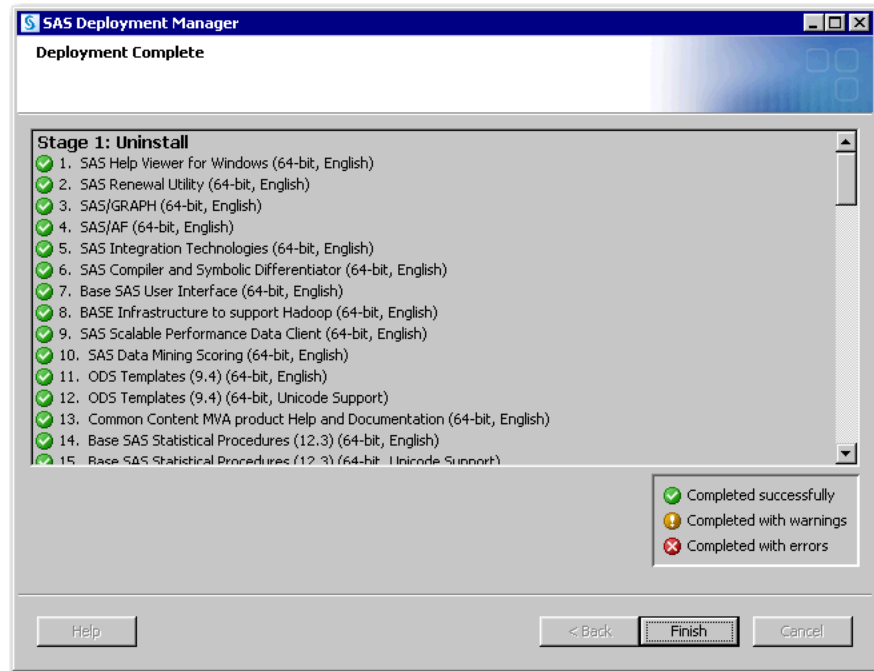 SAS Deployment Manager
Deployment Complete
Stage 1: Uninstall
1. SAS Help Viewer for Windows (64-bit, English)
2. SAS Renewal Utility (64-bit, English)
3. SAS/GRAPH (64-bit, English)
4. SAS/AF (64-bit, English)
5. SAS Integration Technologies (64-bit, English)
6. SAS Compiler and Symbolic Differentiator (64-bit, English)
7. Base SAS User Interface (64-bit, English)
8. BASE Infrastructure to support Hadoop (64-bit, English)
9. SAS Scalable Performance Data Client (64-bit, English)
10. SAS Data Mining Scoring (64-bit, English)
11. ODS Templates (9.4) (64-bit, English)
12. ODS Templates (9.4) (64-bit, Unicode Support)
13. Common Content MVA product Help and Documentation (64-bit, English)
14. Base SAS Statistical Procedures (12.3) (64-bit, English)
15. Base SAS Statistical Procedures (12.3) (64-bit, Unicode Support)
Completed successfully
Completed with warnings
Completed with errors
Help
< Back
Finish
Cancel